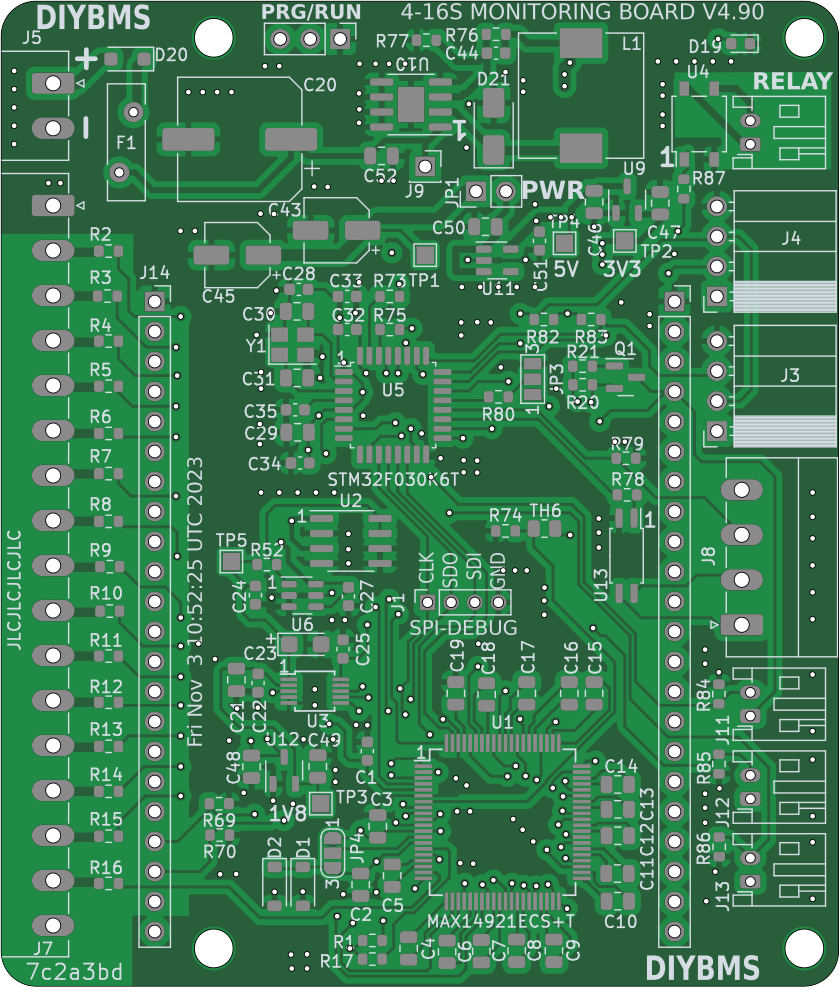 DIYBMS
PRG/RUN
4-16S MONITORING BOARD V4.90
J5
+
D20
R77
R76
C44
L1
D19
U10
D21
U4
RELAY
C20
F1
1
1
-
+
C52
J9
JP1
PWR
U9
R87
C43
C50
C46
C47
TP4
TP2
J4
R2
+
TP1
C51
5V
3V3
J14
R3
C45
+
C28
C33
R73
U11
C30
C32
R75
R82
R83
R4
Y1
1
3
R21
Q1
R5
C31
U5
JP3
J3
R20
R6
C35
R80
1
C29
R79
R7
C34
STM32F030K6T
R78
R8
U2
1
R74
TH6
1
TP5
R52
J8
R9
JLCJLCJLCJLC
Fri Nov  3 10:52:25 UTC 2023
C24
C27
J1
CLK
SDO
SDI
GND
U13
R10
U6
SPI-DEBUG
R11
+
C23
C25
C19
C18
C17
C16
C15
1
R84
R12
C21
C22
U3
U1
J11
R13
U12
C49
C48
C1
1
C14
R85
R14
TP3
C3
C13
J12
R69
1V8
1
R15
R70
D2
D1
JP4
C12
R86
R16
3
C5
C11
J13
C2
C10
MAX14921ECS+T
J7
R1
R17
C4
C6
C7
C8
C9
7c2a3bd
DIYBMS